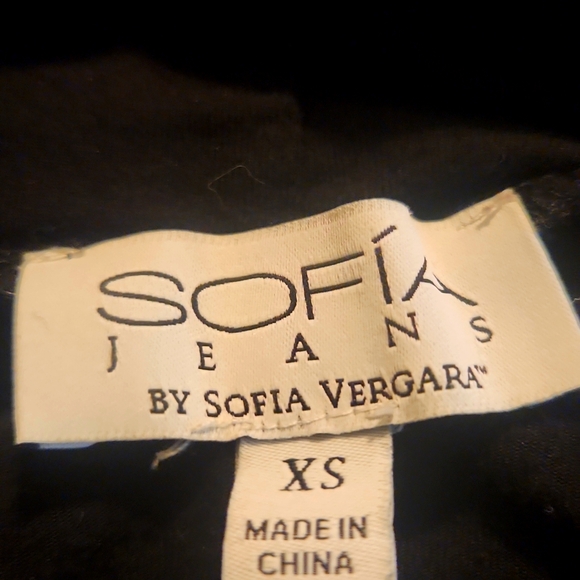 SOFÍA
JEANS
BY SOFIA VERGARA™
XS
MADE IN
CHINA